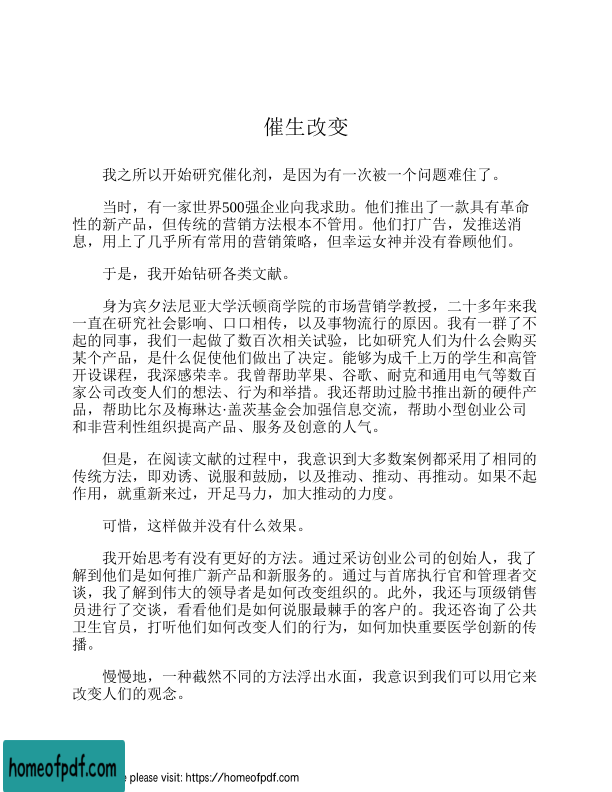 催生改变
我之所以开始研究催化剂，是因为有一次被一个问题难住了。
当时，有一家世界500强企业向我求助。他们推出了一款具有革命
性的新产品，但传统的营销方法根本不管用。他们打广告，发推送消
息，用上了几乎所有常用的营销策略，但幸运女神并没有眷顾他们。
于是，我开始钻研各类文献。
身为宾夕法尼亚大学沃顿商学院的市场营销学教授，二十多年来我
一直在研究社会影响、口口相传，以及事物流行的原因。我有一群了不
起的同事，我们一起做了数百次相关试验，比如研究人们为什么会购买
某个产品，是什么促使他们做出了决定。能够为成千上万的学生和高管
开设课程，我深感荣幸。我曾帮助苹果、谷歌、耐克和通用电气等数百
家公司改变人们的想法、行为和举措。我还帮助过脸书推出新的硬件产
品，帮助比尔及梅琳达·盖茨基金会加强信息交流，帮助小型创业公司
和非营利性组织提高产品、服务及创意的人气。
但是，在阅读文献的过程中，我意识到大多数案例都采用了相同的
传统方法，即劝诱、说服和鼓励，以及推动、推动、再推动。如果不起
作用，就重新来过，开足马力，加大推动的力度。
可惜，这样做并没有什么效果。
我开始思考有没有更好的方法。通过采访创业公司的创始人，我了
解到他们是如何推广新产品和新服务的。通过与首席执行官和管理者交
谈，我了解到伟大的领导者是如何改变组织的。此外，我还与顶级销售
员进行了交谈，看看他们是如何说服最棘手的客户的。我还咨询了公共
卫生官员，打听他们如何改变人们的行为，如何加快重要医学创新的传
播。
慢慢地，一种截然不同的方法浮出水面，我意识到我们可以用它来
改变人们的观念。
homeofpdf.com
please visit: https://homeofpdf.com